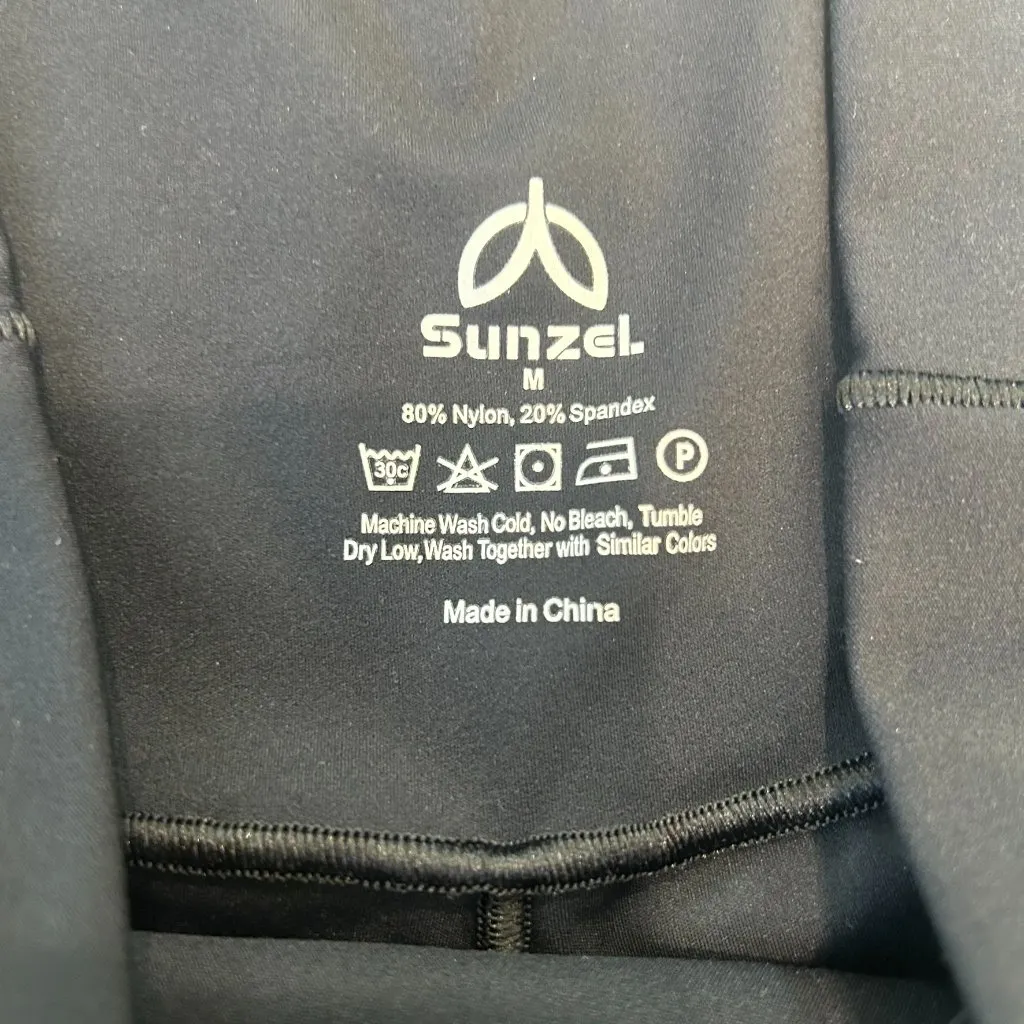 SunzeL
M
80% Nylon, 20% Spandex
30c P
Machine Wash Cold, No Bleach, Tumble
Dry Low, Wash Together with Similar Colors
Made in China